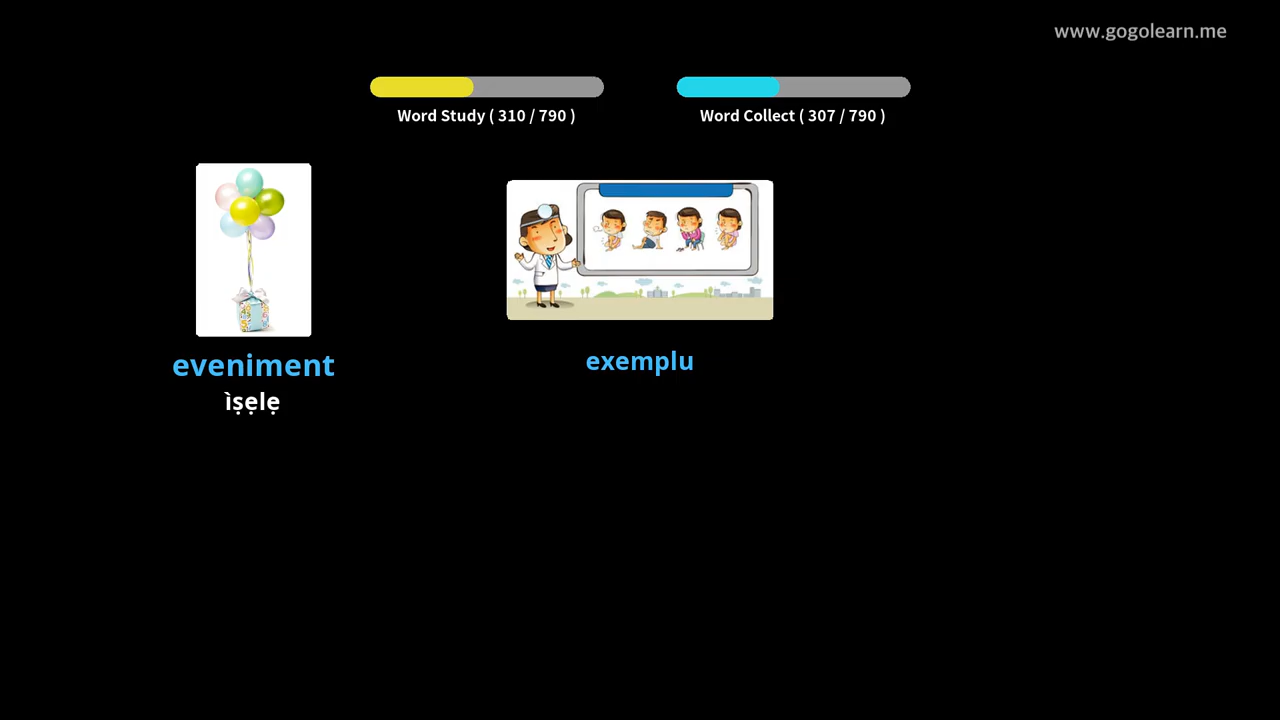 www.gogolearn.me
Word Study ( 310 / 790 )
Word Collect ( 307 / 790 )
eveniment
ìṣẹlẹ
exemplu